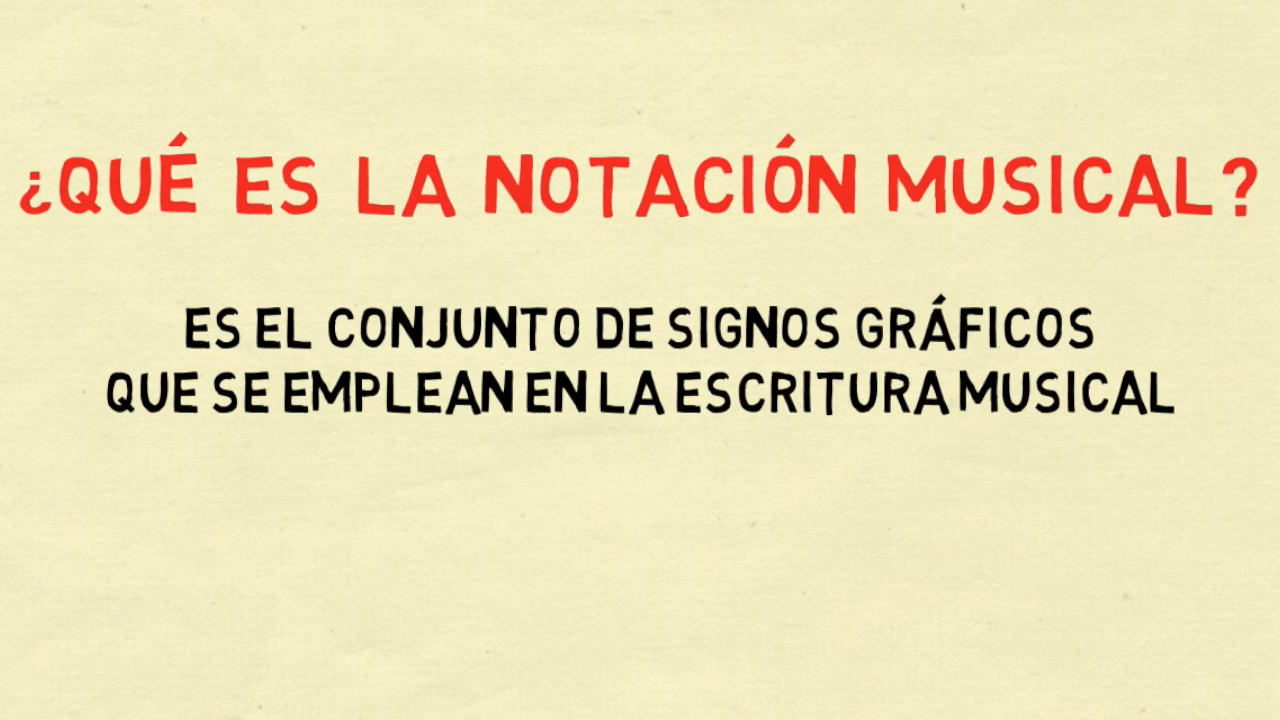 ¿QUÉ ES LA NOTACIÓN MUSICAL?
ES EL CONJUNTO DE SIGNOS GRÁFICOS
QUE SE EMPLEAN EN LA ESCRITURA MUSICAL